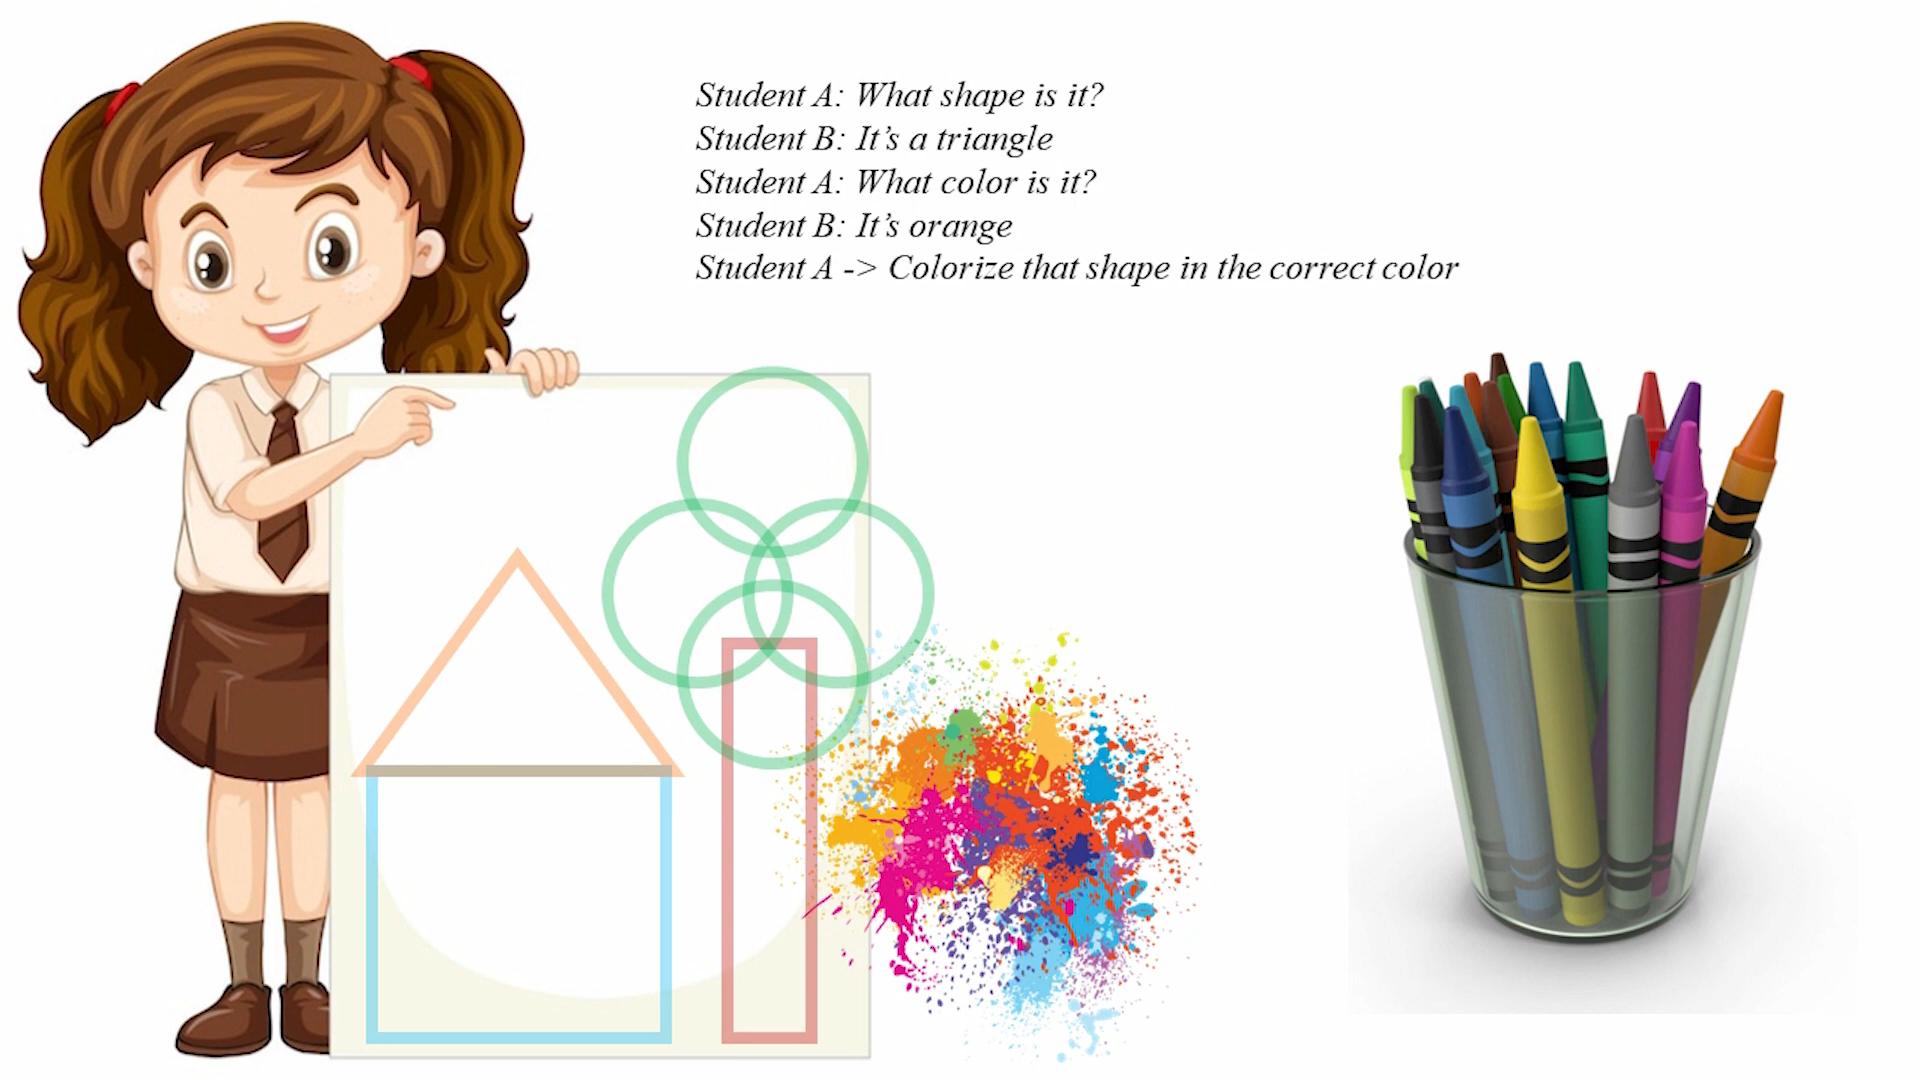 Student A: What shape is it?
Student B: It’s a triangle
Student A: What color is it?
Student B: It’s orange
Student A -> Colorize that shape in the correct color